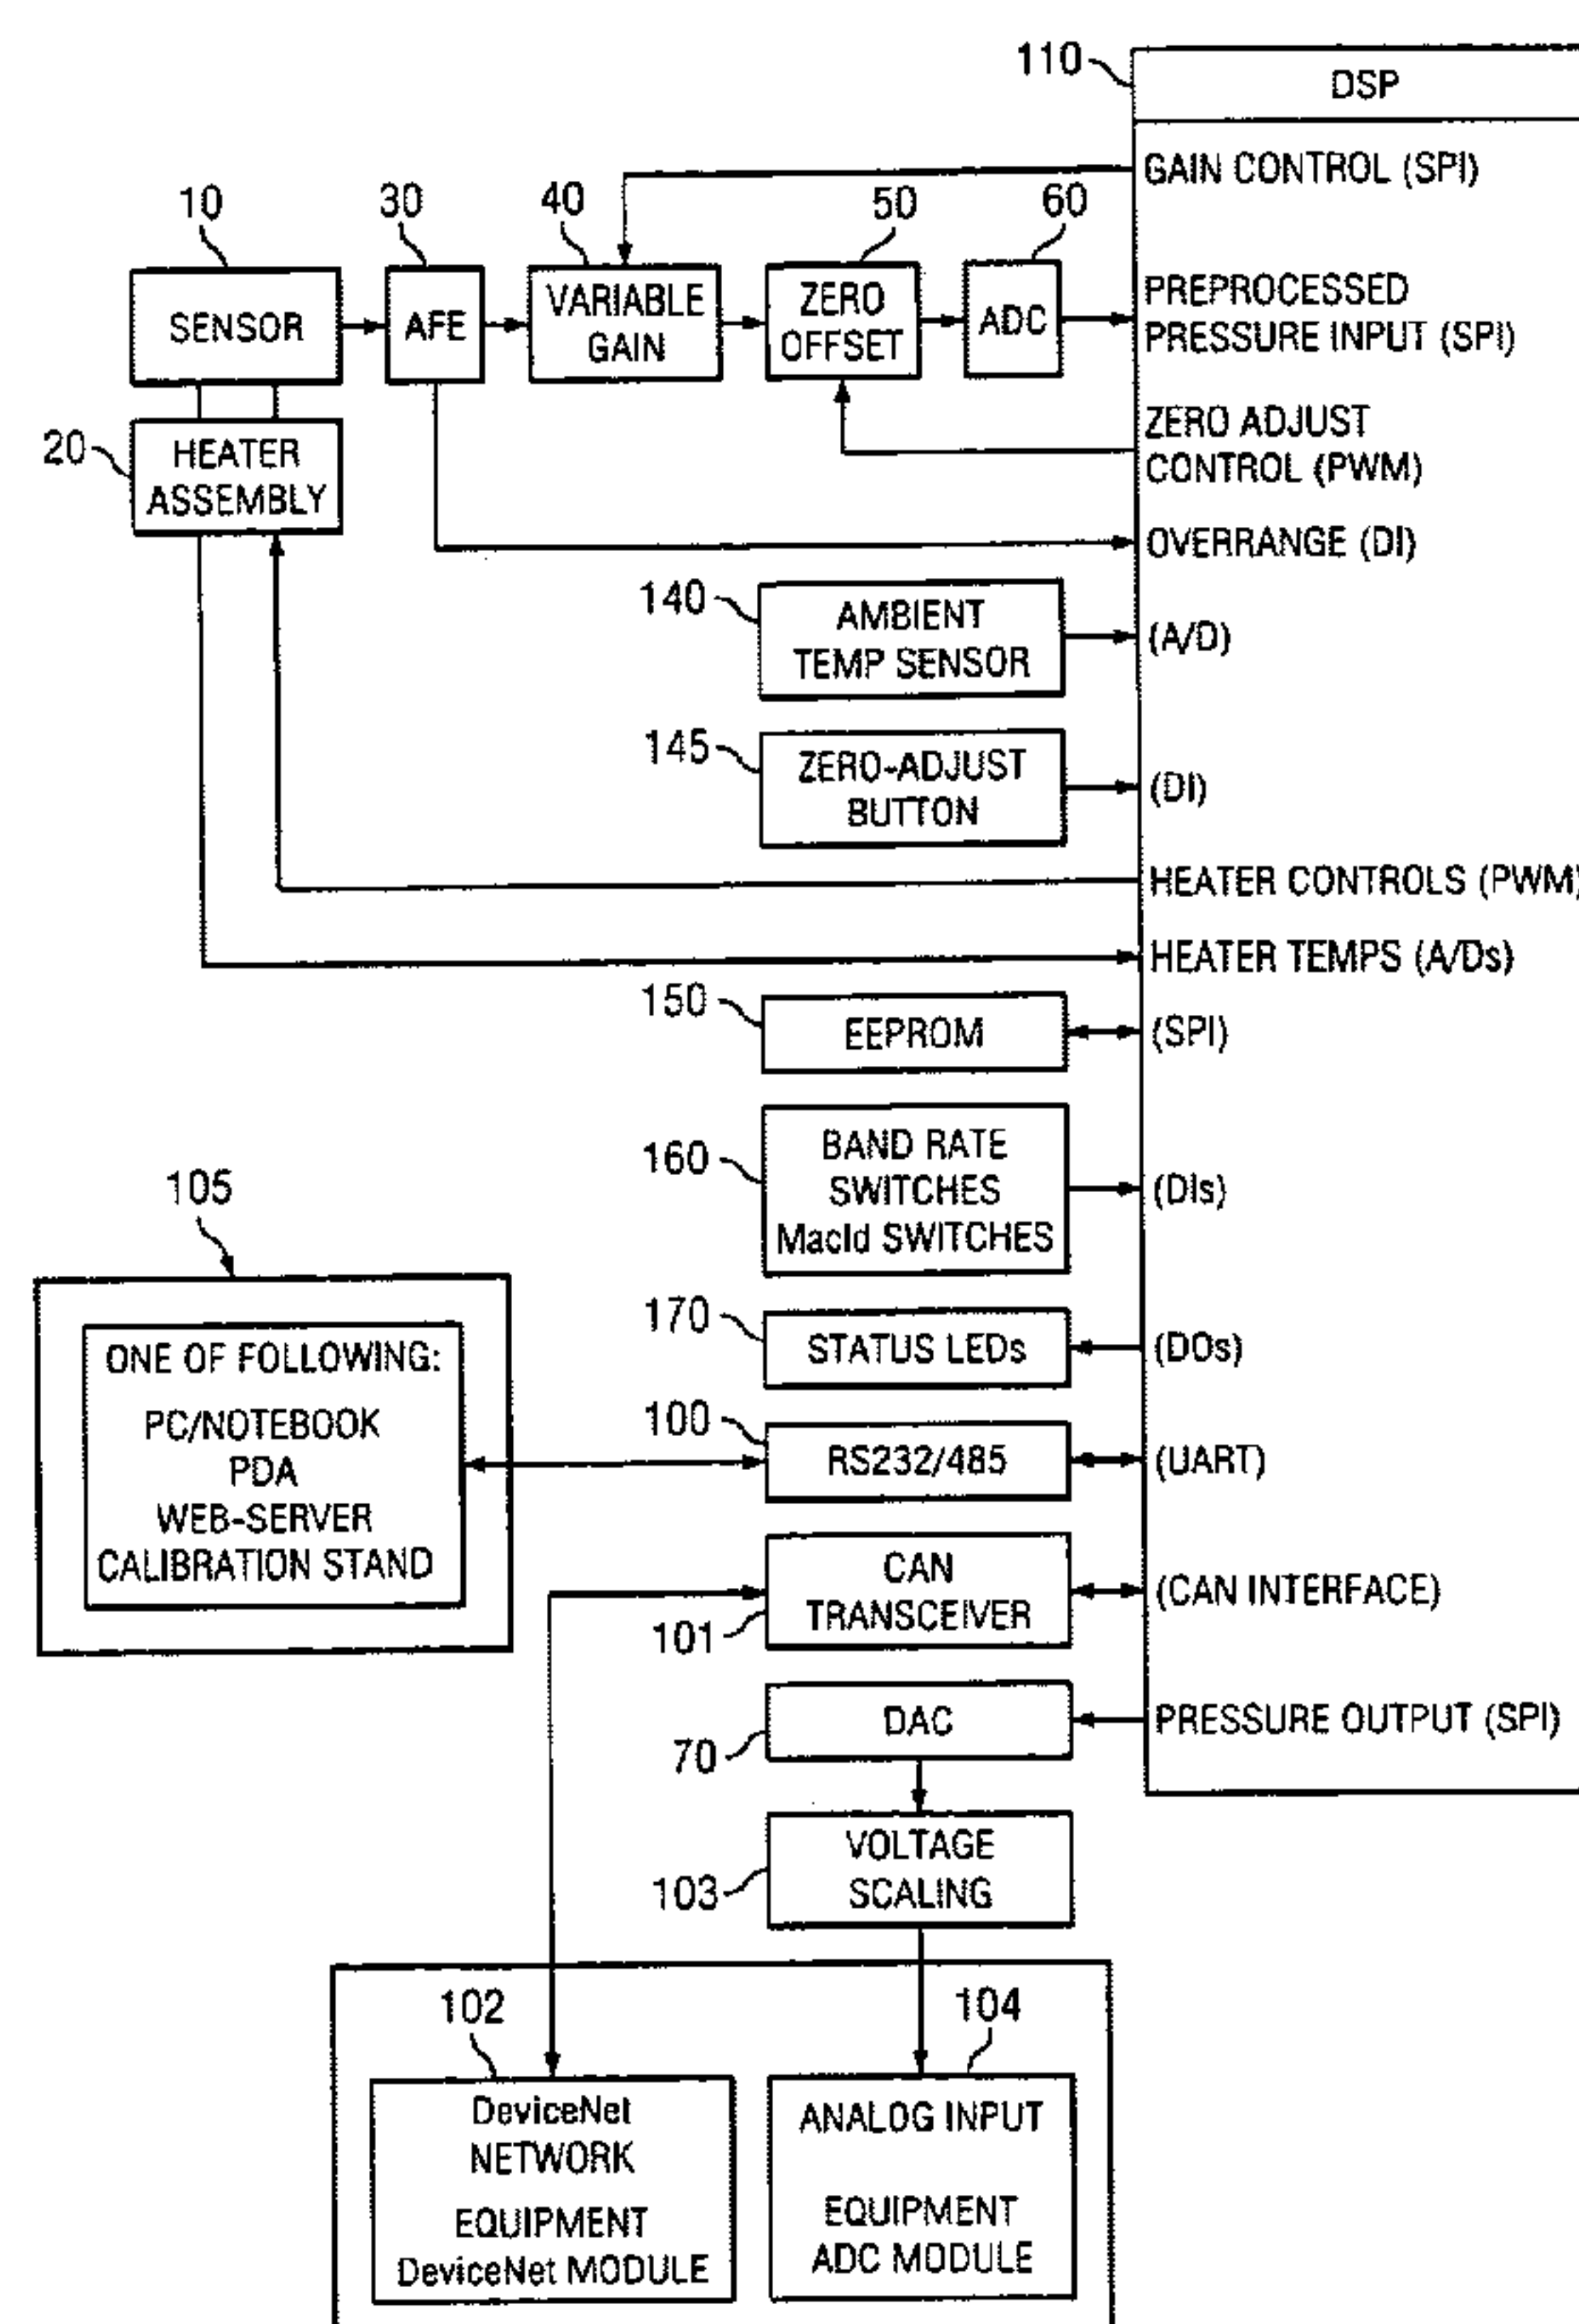 110
DSP
GAIN CONTROL (SPI)
10
30
40
50
60
SENSOR
AFE
VARIABLE
GAIN
ZERO
OFFSET
ADC
PREPROCESSED
PRESSURE INPUT (SPI)
20
HEATER
ASSEMBLY
ZERO ADJUST
CONTROL (PWM)
OVERRANGE (DI)
140
AMBIENT
TEMP SENSOR
(A/D)
145
ZERO-ADJUST
BUTTON
(DI)
HEATER CONTROLS (PWM)
HEATER TEMPS (A/Ds)
150
EEPROM
(SPI)
160
BAND RATE
SWITCHES
MacId SWITCHES
(DIs)
105
ONE OF FOLLOWING:
PC/NOTEBOOK
PDA
WEB-SERVER
CALIBRATION STAND
170
STATUS LEDs
(DOs)
100
RS232/485
(UART)
CAN
TRANSCEIVER
101
(CAN INTERFACE)
DAC
70
PRESSURE OUTPUT (SPI)
VOLTAGE
SCALING
103
102
104
DeviceNet
NETWORK
EQUIPMENT
DeviceNet MODULE
ANALOG INPUT
EQUIPMENT
ADC MODULE